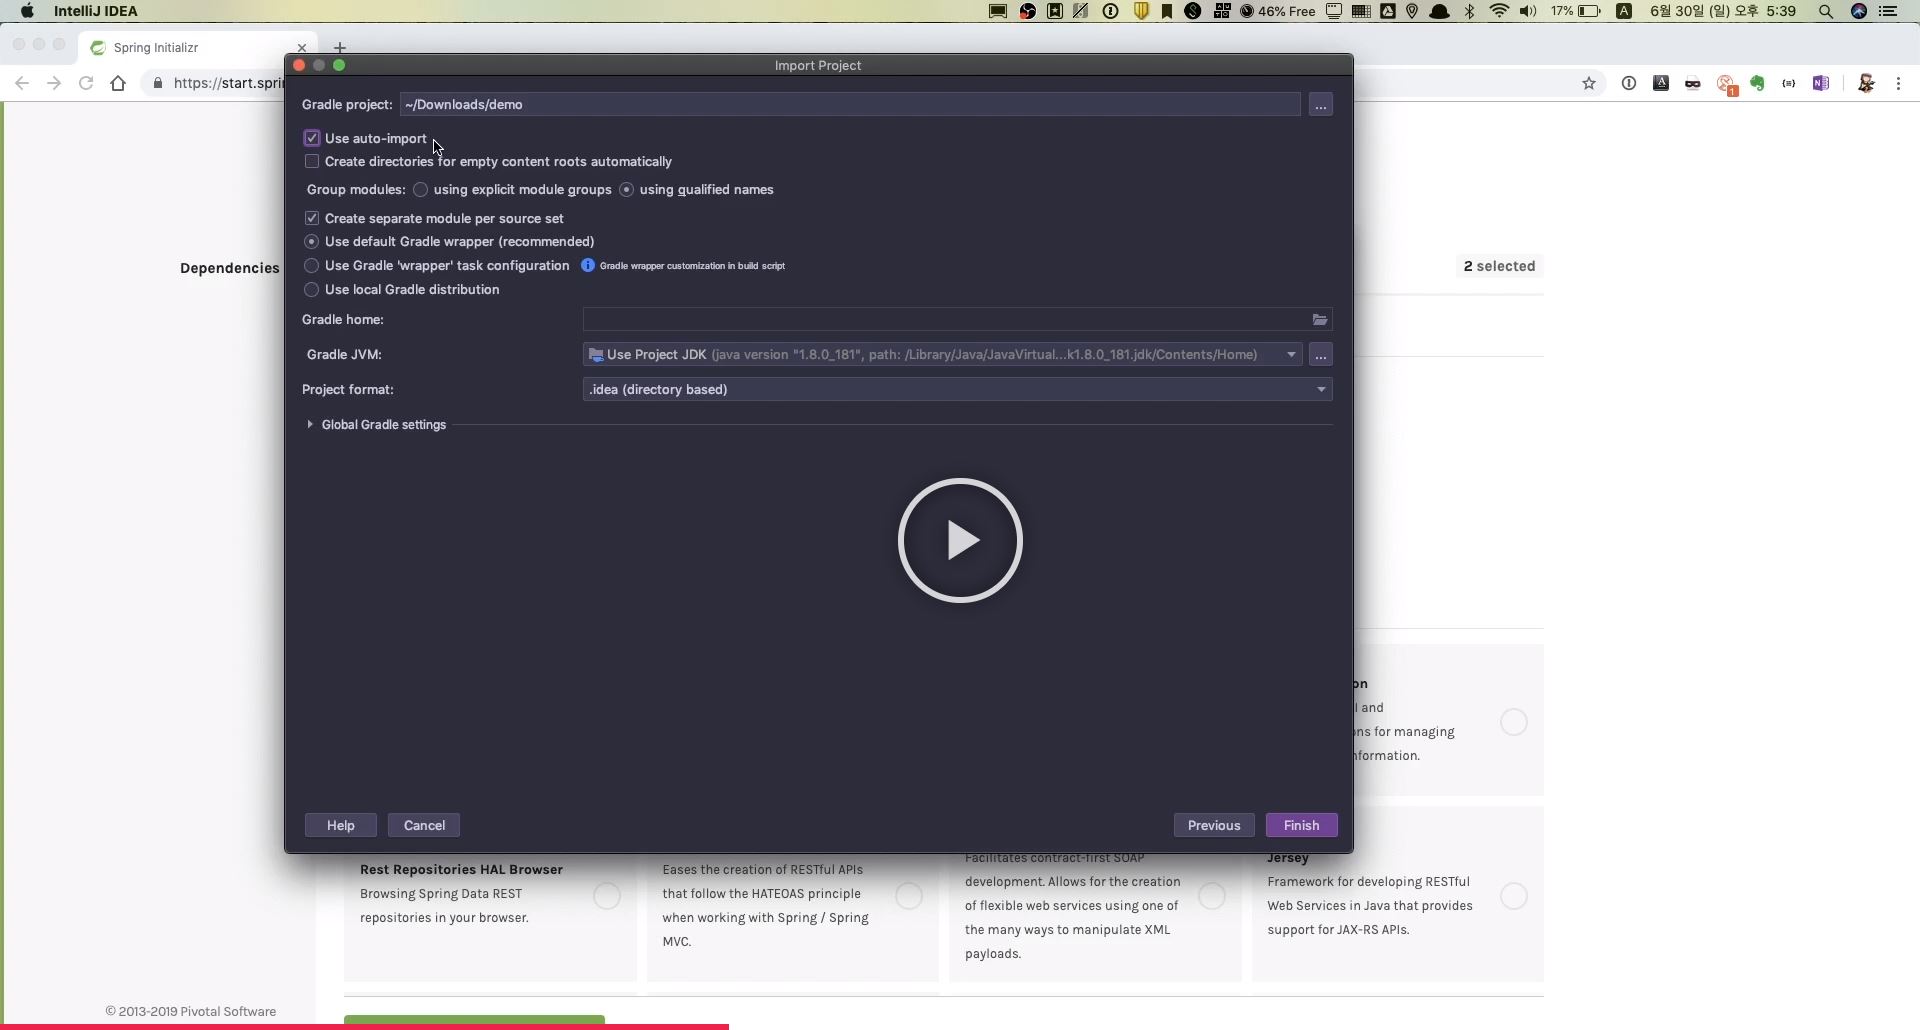 IntelliJ IDEA
46% Free
17%
A
6월 30일 (일) 오후 5:39
Spring Initializr
https://start.spri
1
Import Project
Gradle project:
~/Downloads/demo
...
Use auto-import
Create directories for empty content roots automatically
Group modules:
using explicit module groups
using qualified names
Create separate module per source set
Use default Gradle wrapper (recommended)
Use Gradle 'wrapper' task configuration
Gradle wrapper customization in build script
Use local Gradle distribution
Gradle home:
Gradle JVM:
Use Project JDK (java version "1.8.0_181", path: /Library/Java/JavaVirtual...k1.8.0_181.jdk/Contents/Home)
...
Project format:
.idea (directory based)
Global Gradle settings
Help
Cancel
Previous
Finish
Dependencies
2 selected
on
l and
ons for managing
nformation.
Rest Repositories HAL Browser
Browsing Spring Data REST
repositories in your browser.
Eases the creation of RESTful APIs
that follow the HATEOAS principle
when working with Spring / Spring
MVC.
Facilitates contract-first SOAP
development. Allows for the creation
of flexible web services using one of
the many ways to manipulate XML
payloads.
Jersey
Framework for developing RESTful
Web Services in Java that provides
support for JAX-RS APIs.
© 2013-2019 Pivotal Software